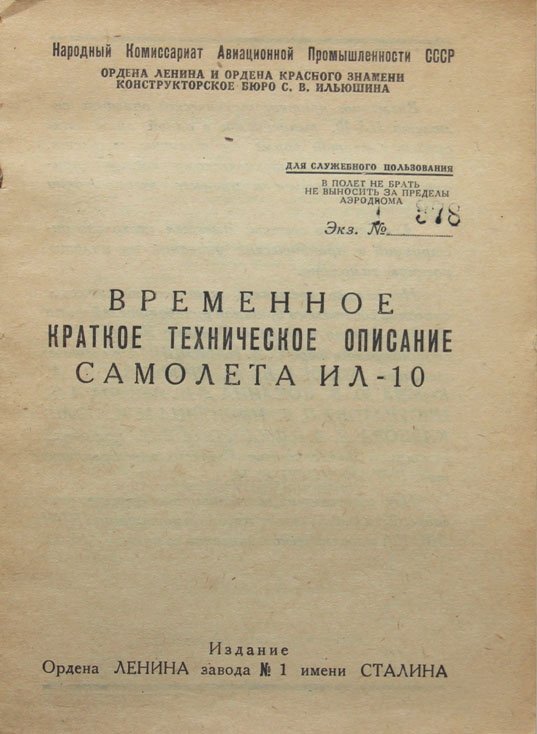 Народный Комиссариат Авиационной Промышленности СССР
ОРДЕНА ЛЕНИНА И ОРДЕНА КРАСНОГО ЗНАМЕНИ
КОНСТРУКТОРСКОЕ БЮРО С. В. ИЛЬЮШИНА
ДЛЯ СЛУЖЕБНОГО ПОЛЬЗОВАНИЯ
В ПОЛЕТ НЕ БРАТЬ
НЕ ВЫНОСИТЬ ЗА ПРЕДЕЛЫ
АЭРОДРОМА
Экз. № 978
ВРЕМЕННОЕ
КРАТКОЕ ТЕХНИЧЕСКОЕ ОПИСАНИЕ
САМОЛЕТА ИЛ-10
Издание
Ордена ЛЕНИНА завода № 1 имени СТАЛИНА